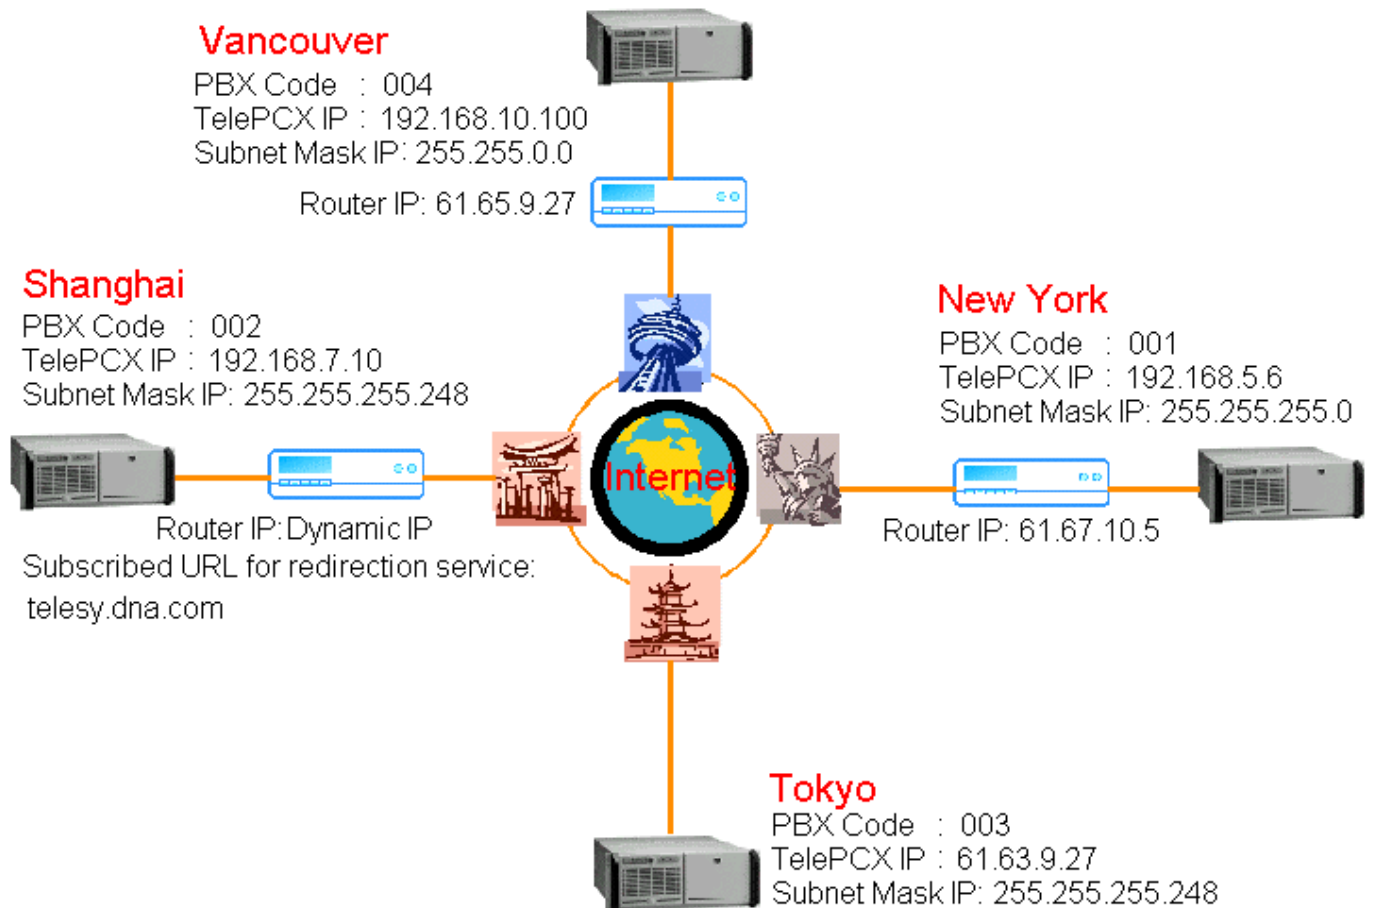 Vancouver
PBX Code : 004
TelePCX IP : 192.168.10.100
Subnet Mask IP: 255.255.0.0
Router IP: 61.65.9.27
Shanghai
PBX Code : 002
TelePCX IP : 192.168.7.10
Subnet Mask IP: 255.255.255.248
Router IP: Dynamic IP
Subscribed URL for redirection service:
telesy.dna.com
Internet
New York
PBX Code : 001
TelePCX IP : 192.168.5.6
Subnet Mask IP: 255.255.255.0
Router IP: 61.67.10.5
Tokyo
PBX Code : 003
TelePCX IP : 61.63.9.27
Subnet Mask IP: 255.255.255.248